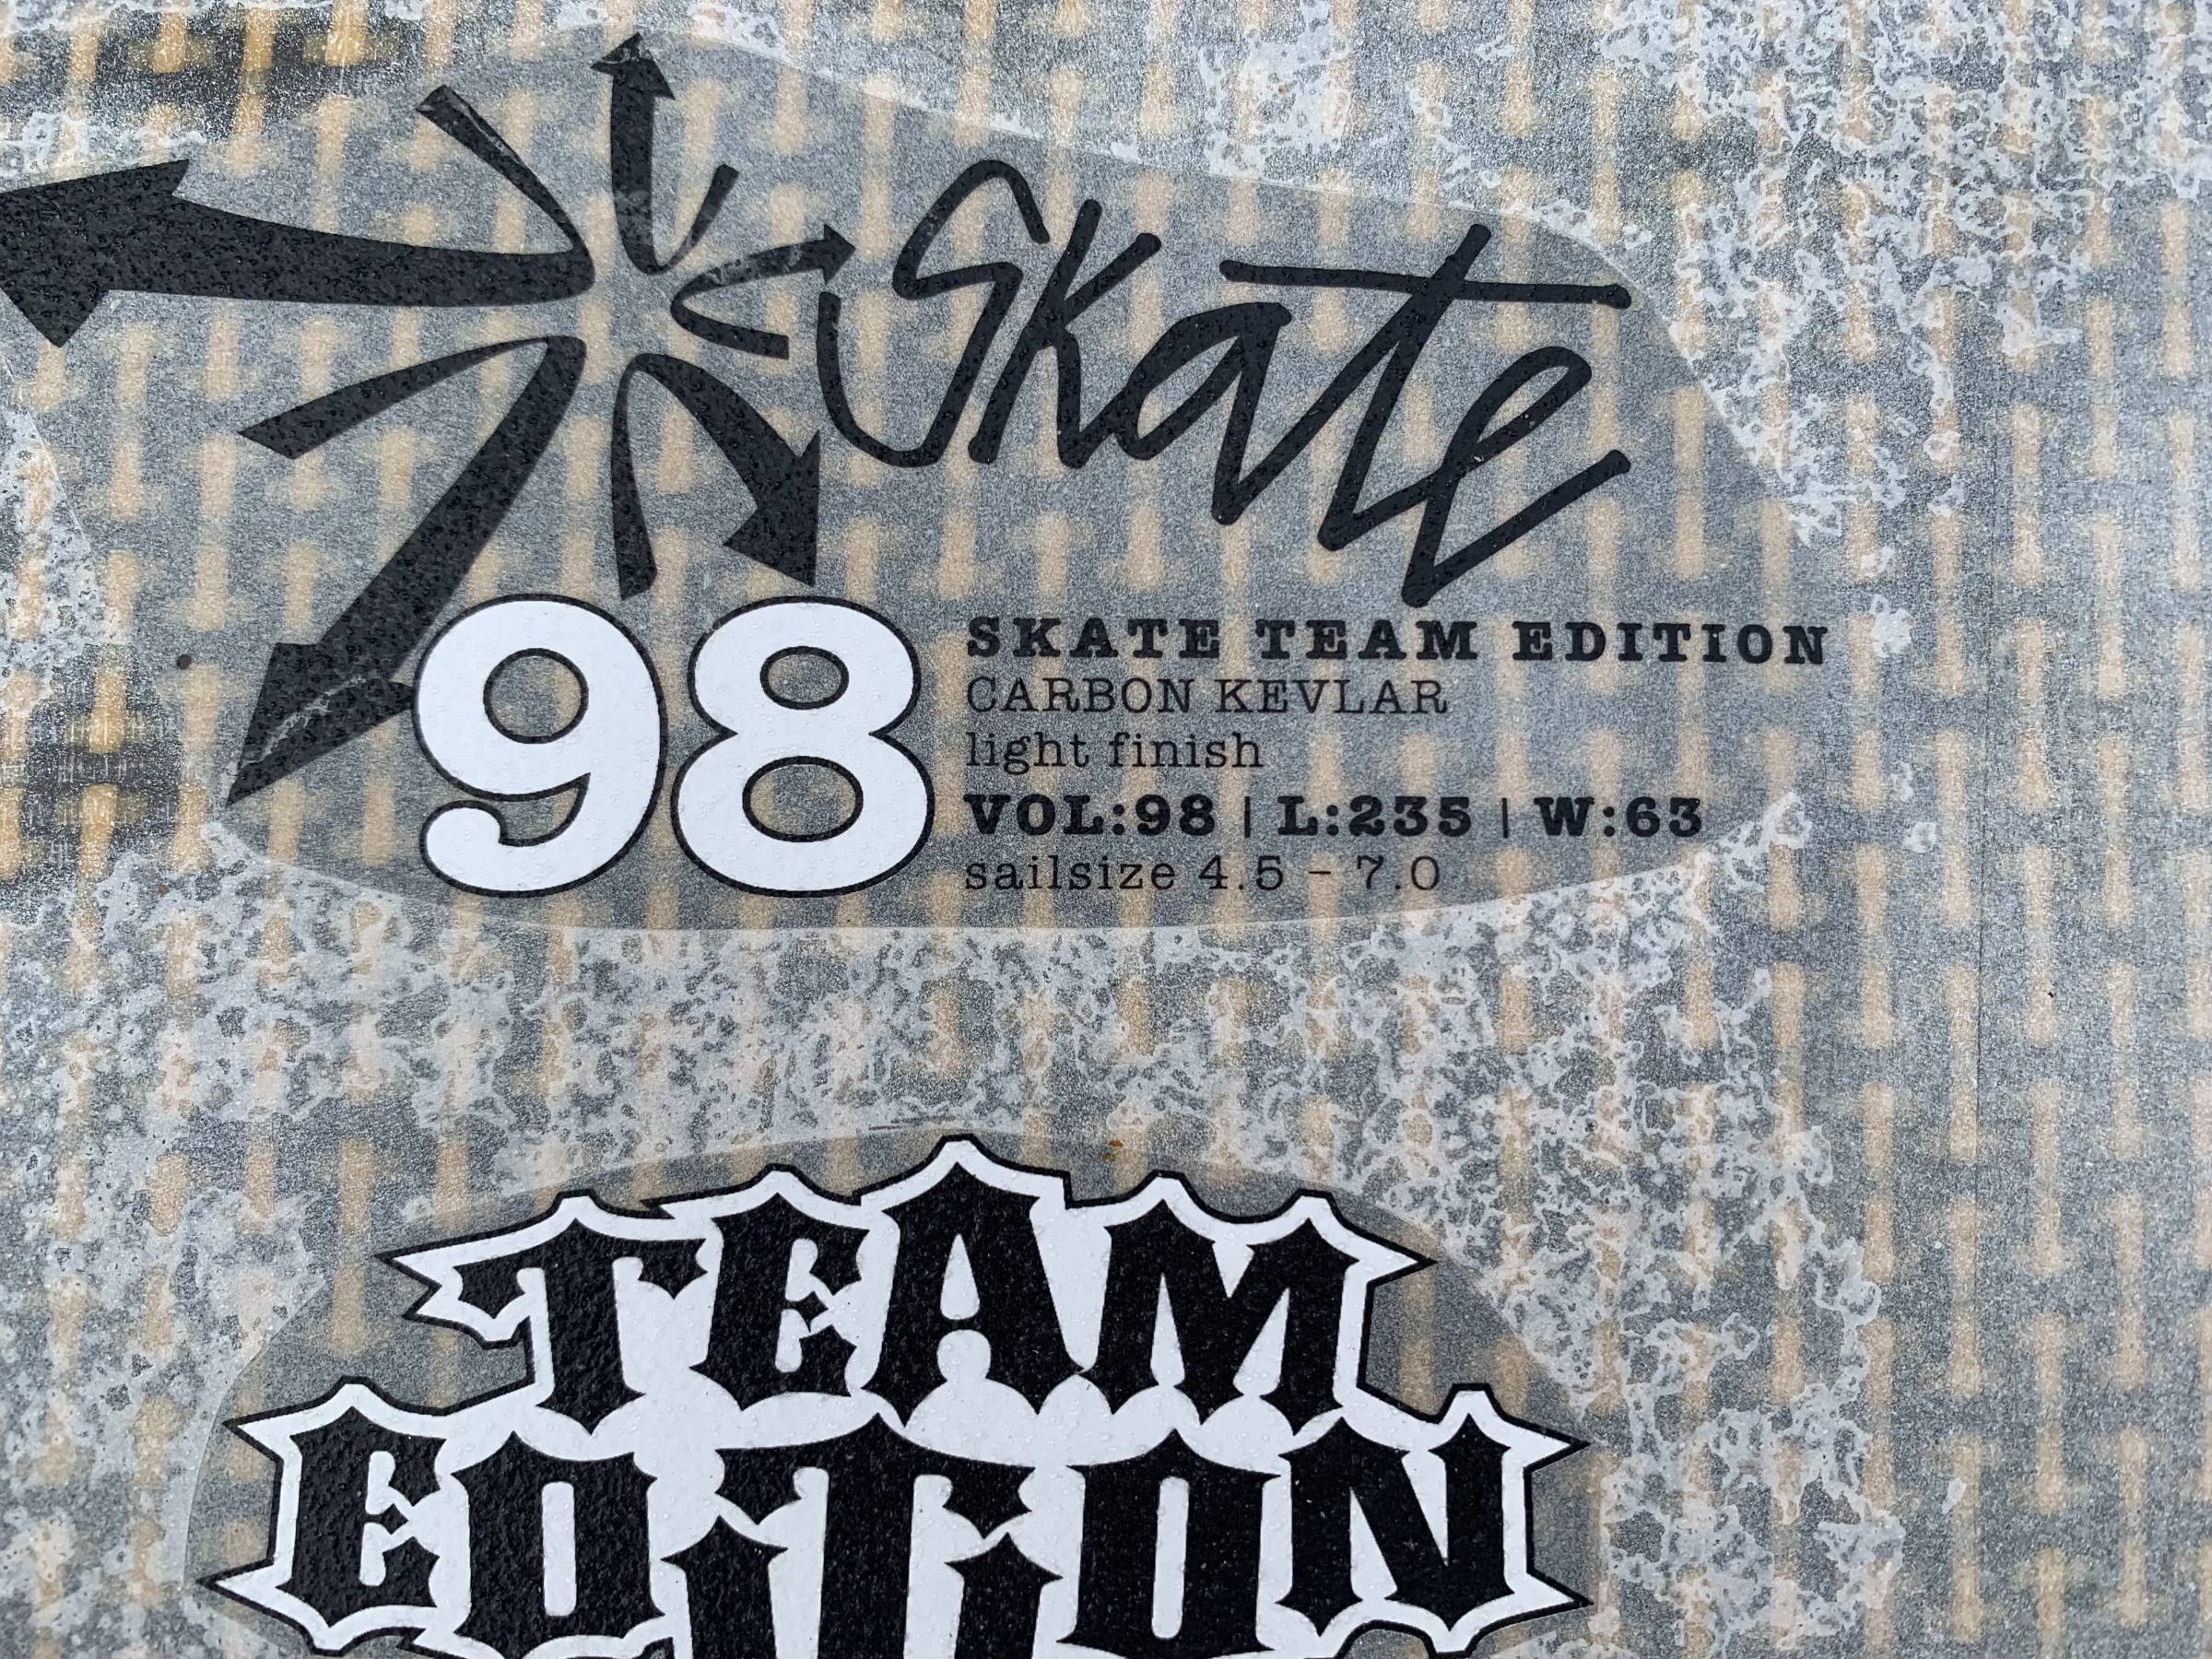 Skate
98
SKATE TEAM EDITION
CARBON KEVLAR
light finish
VOL:98 | L:235 | W:63
sailsize 4.5 - 7.0
TEAM
EDITION